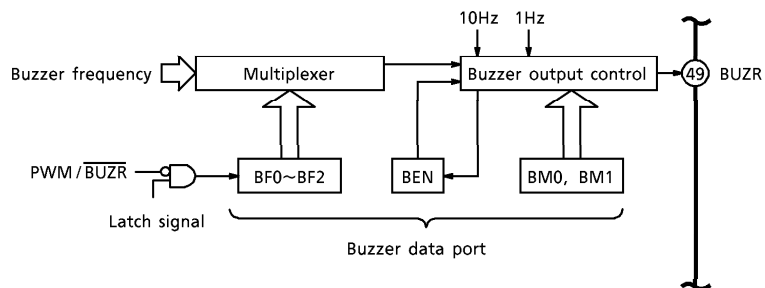 10Hz 1Hz
Buzzer frequency Multiplexer Buzzer output control 49 BUZR
PWM / BUZR BF0~BF2 BEN BM0, BM1
Latch signal
Buzzer data port